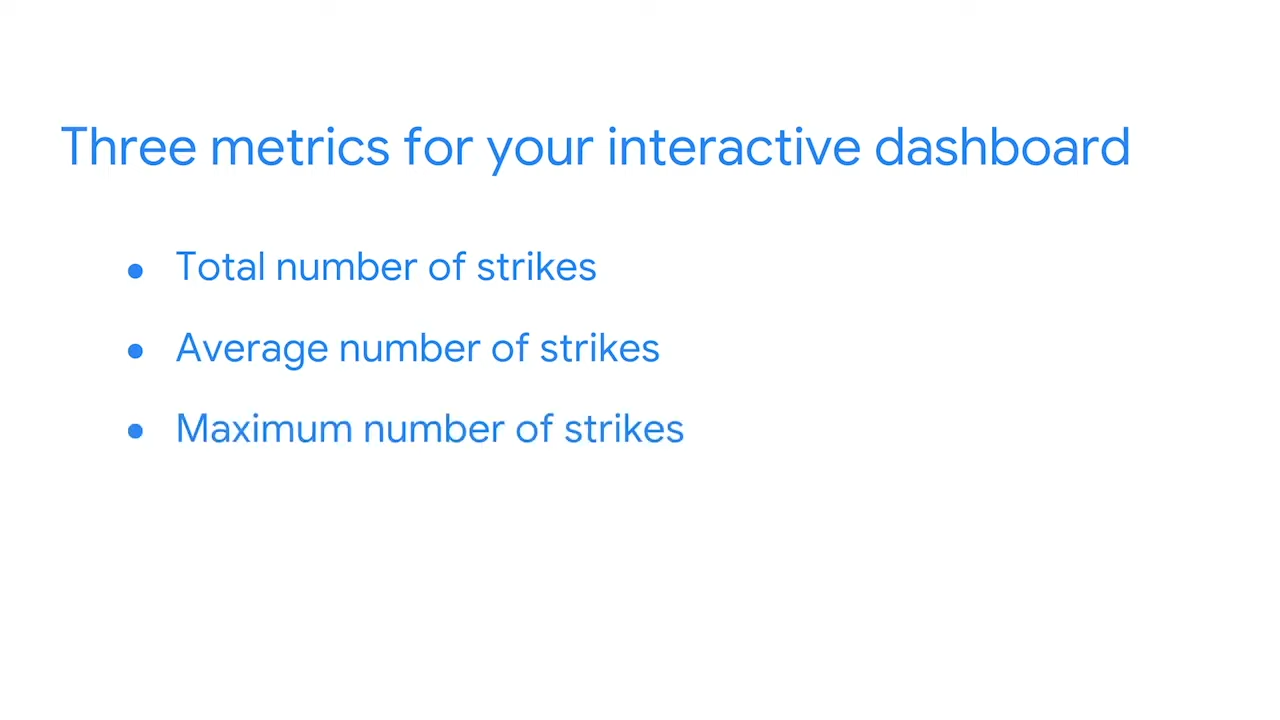 Three metrics for your interactive dashboard
● Total number of strikes
● Average number of strikes
● Maximum number of strikes